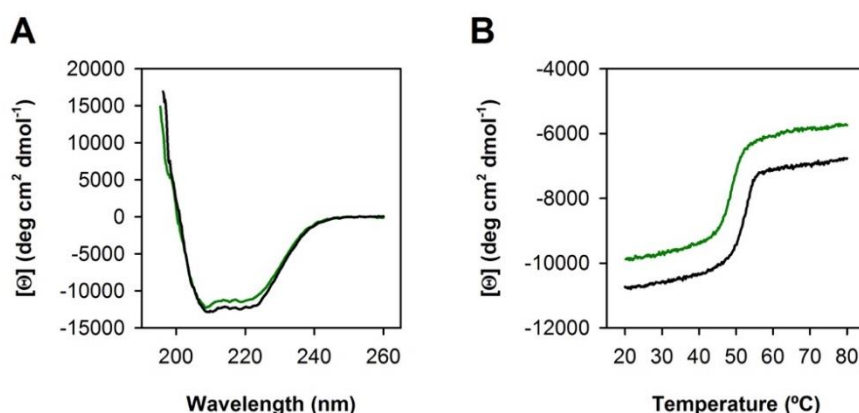 A
20000
15000
10000
5000
0
-5000
-10000
-15000
[Θ] (deg cm² dmol⁻¹)
200 220 240 260
Wavelength (nm)
B
-4000
-6000
-8000
-10000
-12000
[Θ] (deg cm² dmol⁻¹)
20 30 40 50 60 70 80
Temperature (ºC)